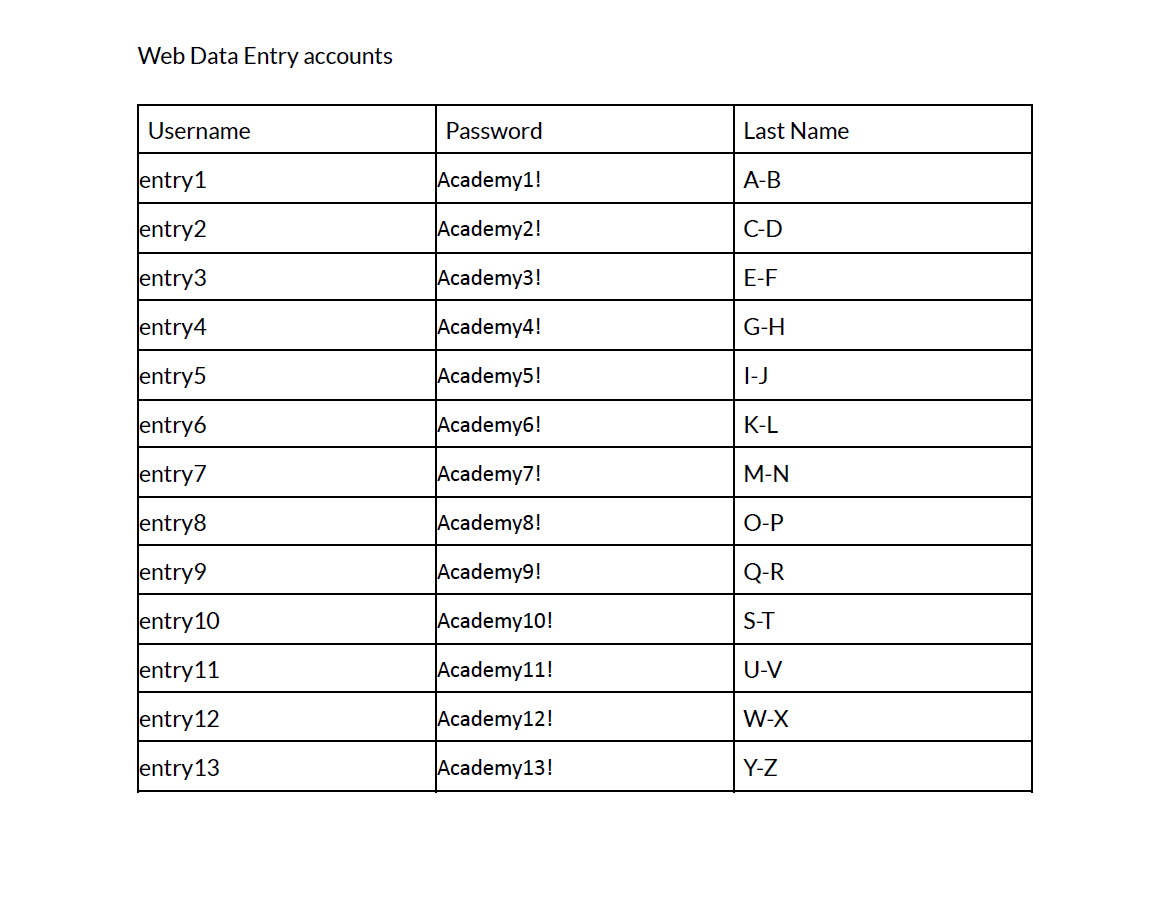 Web Data Entry accounts
Username Password Last Name
entry1 Academy1! A-B
entry2 Academy2! C-D
entry3 Academy3! E-F
entry4 Academy4! G-H
entry5 Academy5! I-J
entry6 Academy6! K-L
entry7 Academy7! M-N
entry8 Academy8! O-P
entry9 Academy9! Q-R
entry10 Academy10! S-T
entry11 Academy11! U-V
entry12 Academy12! W-X
entry13 Academy13! Y-Z